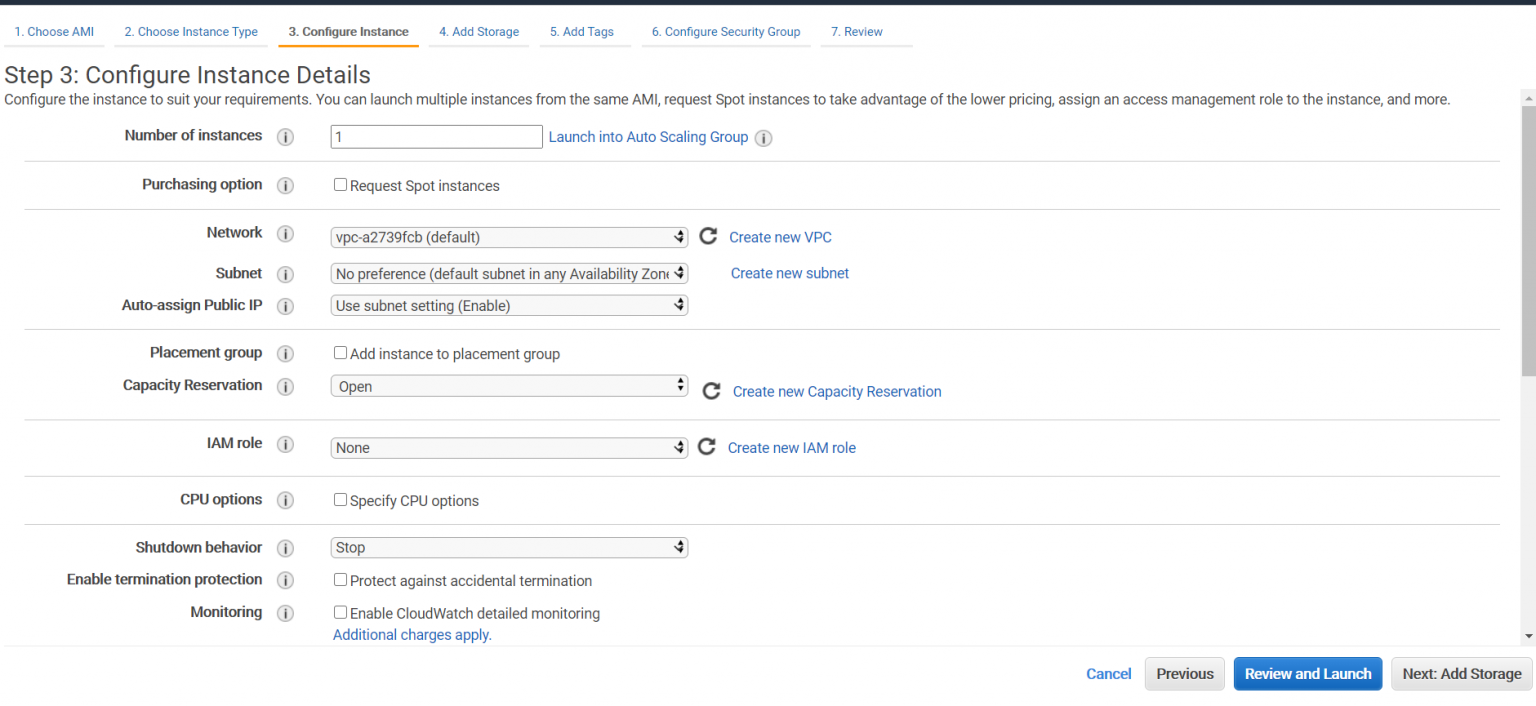 1. Choose AMI 2. Choose Instance Type 3. Configure Instance 4. Add Storage 5. Add Tags 6. Configure Security Group 7. Review
Step 3: Configure Instance Details
Configure the instance to suit your requirements. You can launch multiple instances from the same AMI, request Spot instances to take advantage of the lower pricing, assign an access management role to the instance, and more.
Number of instances i 1 Launch into Auto Scaling Group i
Purchasing option i Request Spot instances
Network i vpc-a2739fcb (default) Create new VPC
Subnet i No preference (default subnet in any Availability Zone Create new subnet
Auto-assign Public IP i Use subnet setting (Enable)
Placement group i Add instance to placement group
Capacity Reservation i Open Create new Capacity Reservation
IAM role i None Create new IAM role
CPU options i Specify CPU options
Shutdown behavior i Stop
Enable termination protection i Protect against accidental termination
Monitoring i Enable CloudWatch detailed monitoring
Additional charges apply.
Cancel Previous Review and Launch Next: Add Storage